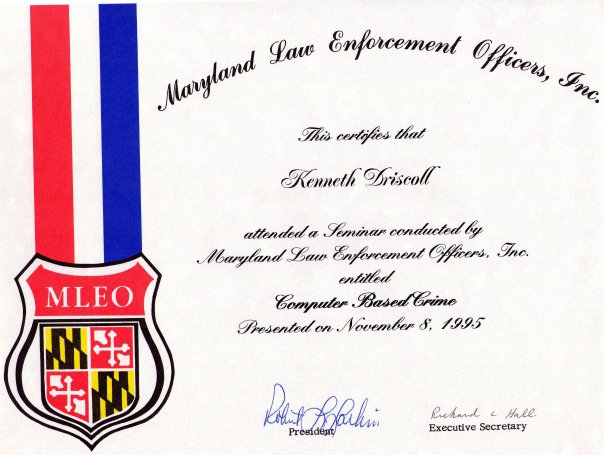 Maryland Law Enforcement Officers, Inc.
This certifies that
Kenneth Driscoll
attended a Seminar conducted by
Maryland Law Enforcement Officers, Inc.
entitled
Computer Based Crime
Presented on November 8, 1995
MLEO
Richard C Hall
President
Executive Secretary